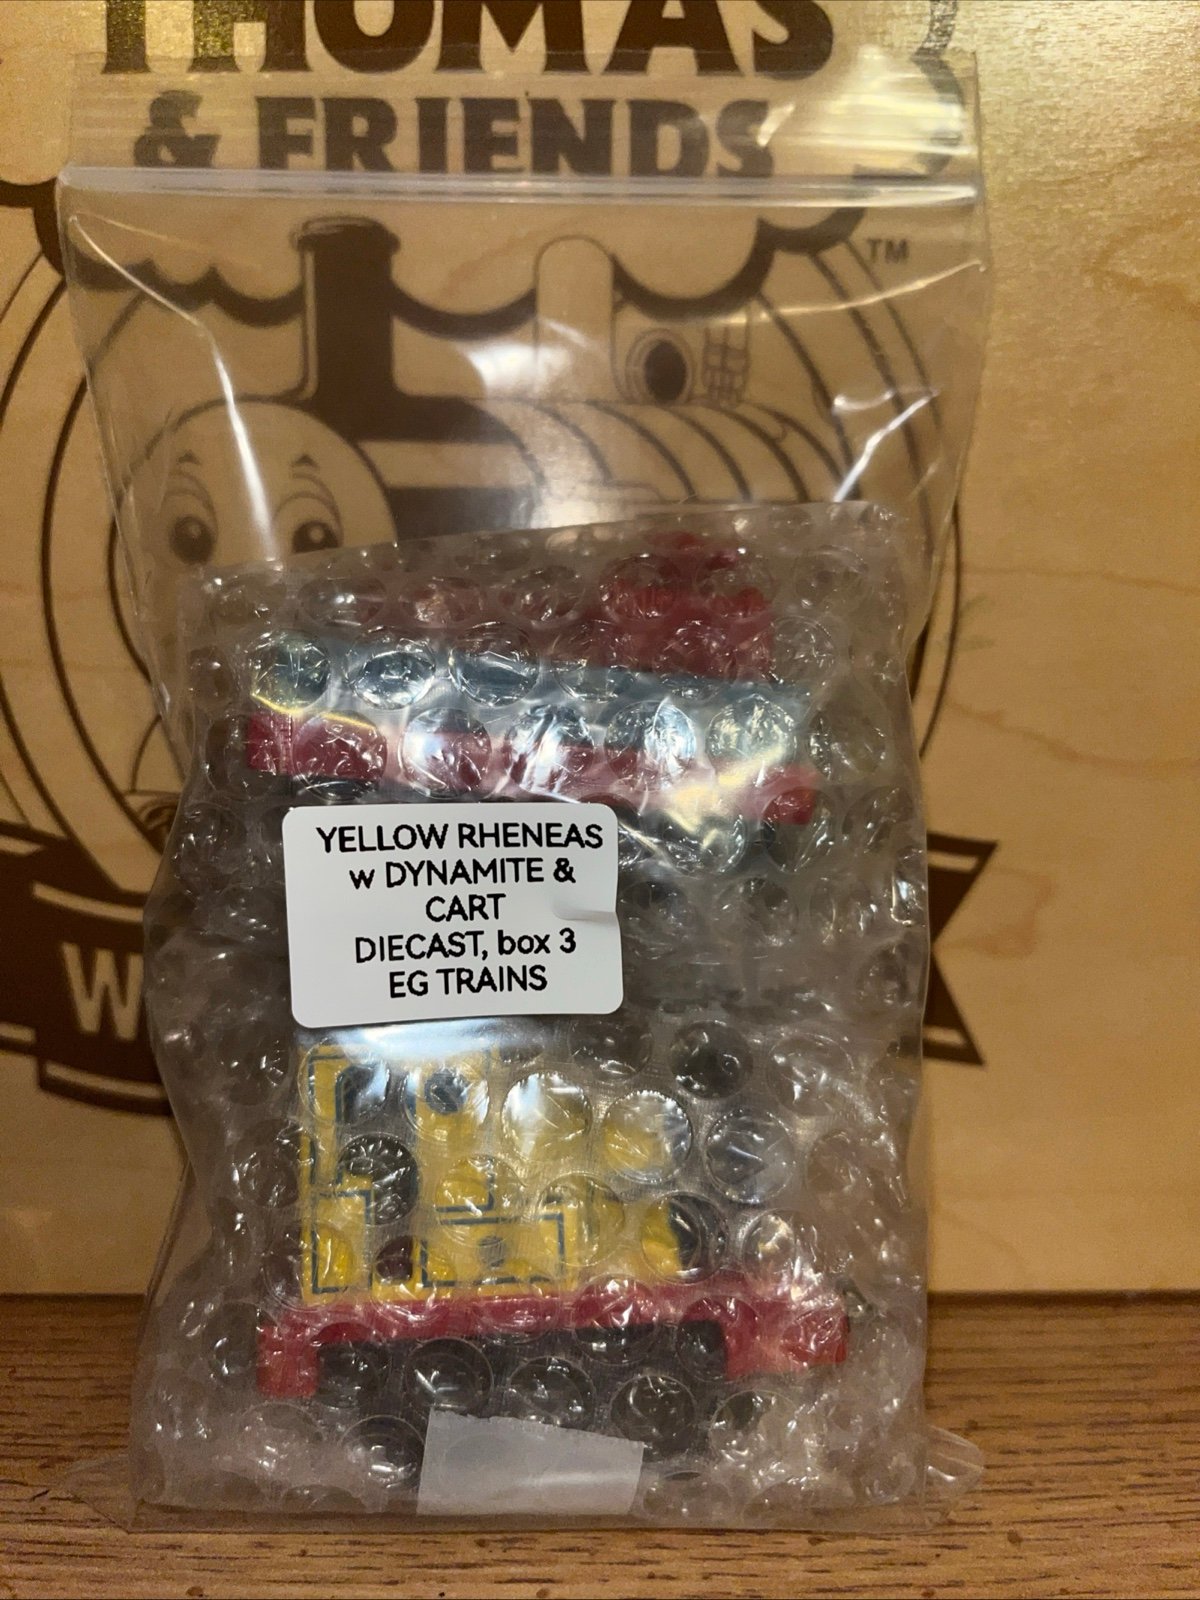 THOMAS
& FRIENDS
TM
YELLOW RHENEAS
w DYNAMITE &
CART
DIECAST, box 3
EG TRAINS